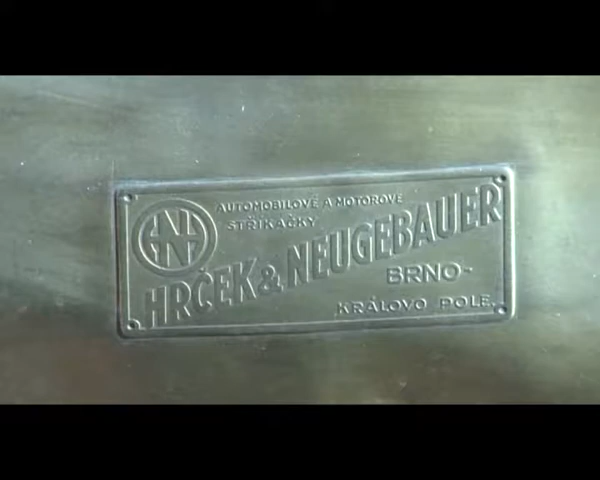 HN
AUTOMOBILOVÉ A MOTOROVÉ
STŘÍKAČKY
HRČEK & NEUGEBAUER
BRNO-
KRÁLOVO POLE.